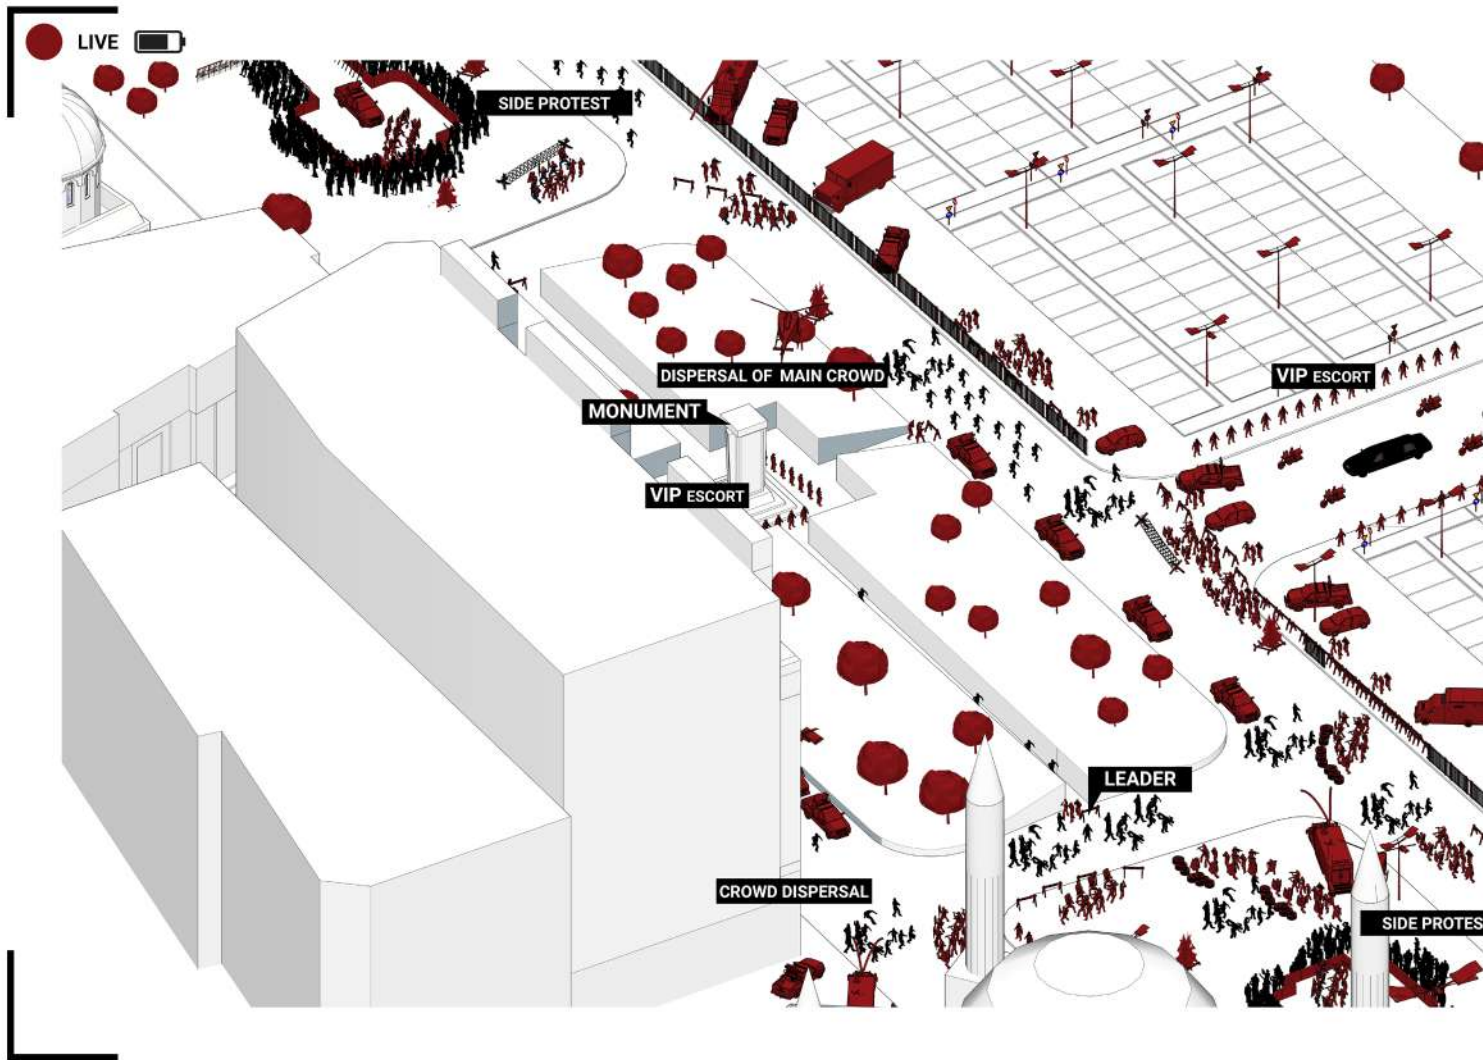 LIVE
SIDE PROTEST
DISPERSAL OF MAIN CROWD
VIP ESCORT
MONUMENT
VIP ESCORT
LEADER
CROWD DISPERSAL
SIDE PROTES